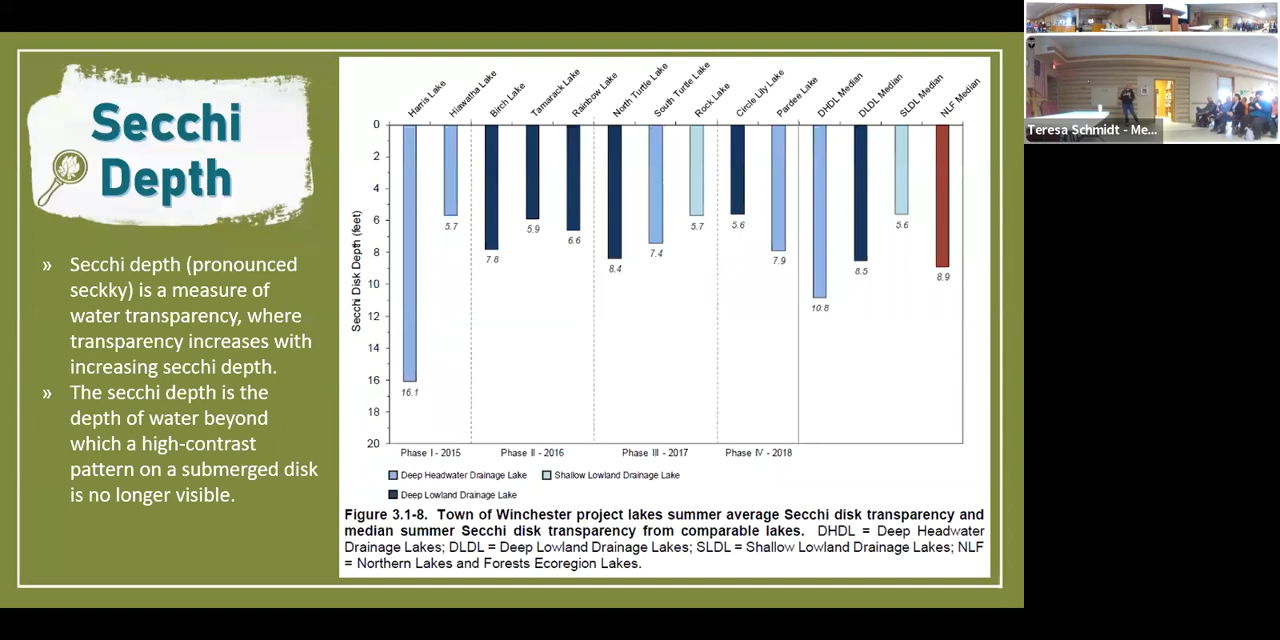 Secchi
Depth
» Secchi depth (pronounced
seckky) is a measure of
water transparency, where
transparency increases with
increasing secchi depth.
» The secchi depth is the
depth of water beyond
which a high-contrast
pattern on a submerged disk
is no longer visible.
Harris Lake
Hiawatha Lake
Birch Lake
Tamarack Lake
Rainbow Lake
North Turtle Lake
South Turtle Lake
Rock Lake
Circle Lily Lake
Pardee Lake
DHDL Median
DLDL Median
SLDL Median
NLF Median
Secchi Disk Depth (feet)
0
2
4
6
8
10
12
14
16
18
20
16.1
5.7
7.8
5.9
6.6
8.4
7.4
5.7
5.6
7.9
10.8
8.5
5.6
8.9
Phase I - 2015
Phase II - 2016
Phase III - 2017
Phase IV - 2018
Deep Headwater Drainage Lake
Shallow Lowland Drainage Lake
Deep Lowland Drainage Lake
Figure 3.1-8. Town of Winchester project lakes summer average Secchi disk transparency and
median summer Secchi disk transparency from comparable lakes. DHDL = Deep Headwater
Drainage Lakes; DLDL = Deep Lowland Drainage Lakes; SLDL = Shallow Lowland Drainage Lakes; NLF
= Northern Lakes and Forests Ecoregion Lakes.
Teresa Schmidt - Me...